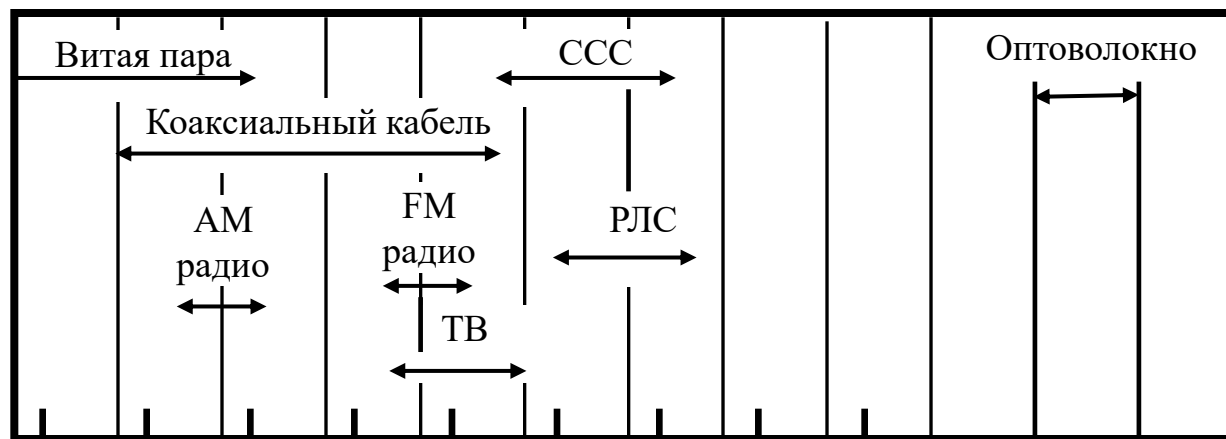 Витая пара
ССС
Оптоволокно
Коаксиальный кабель
АМ
радио
FM
радио
РЛС
ТВ